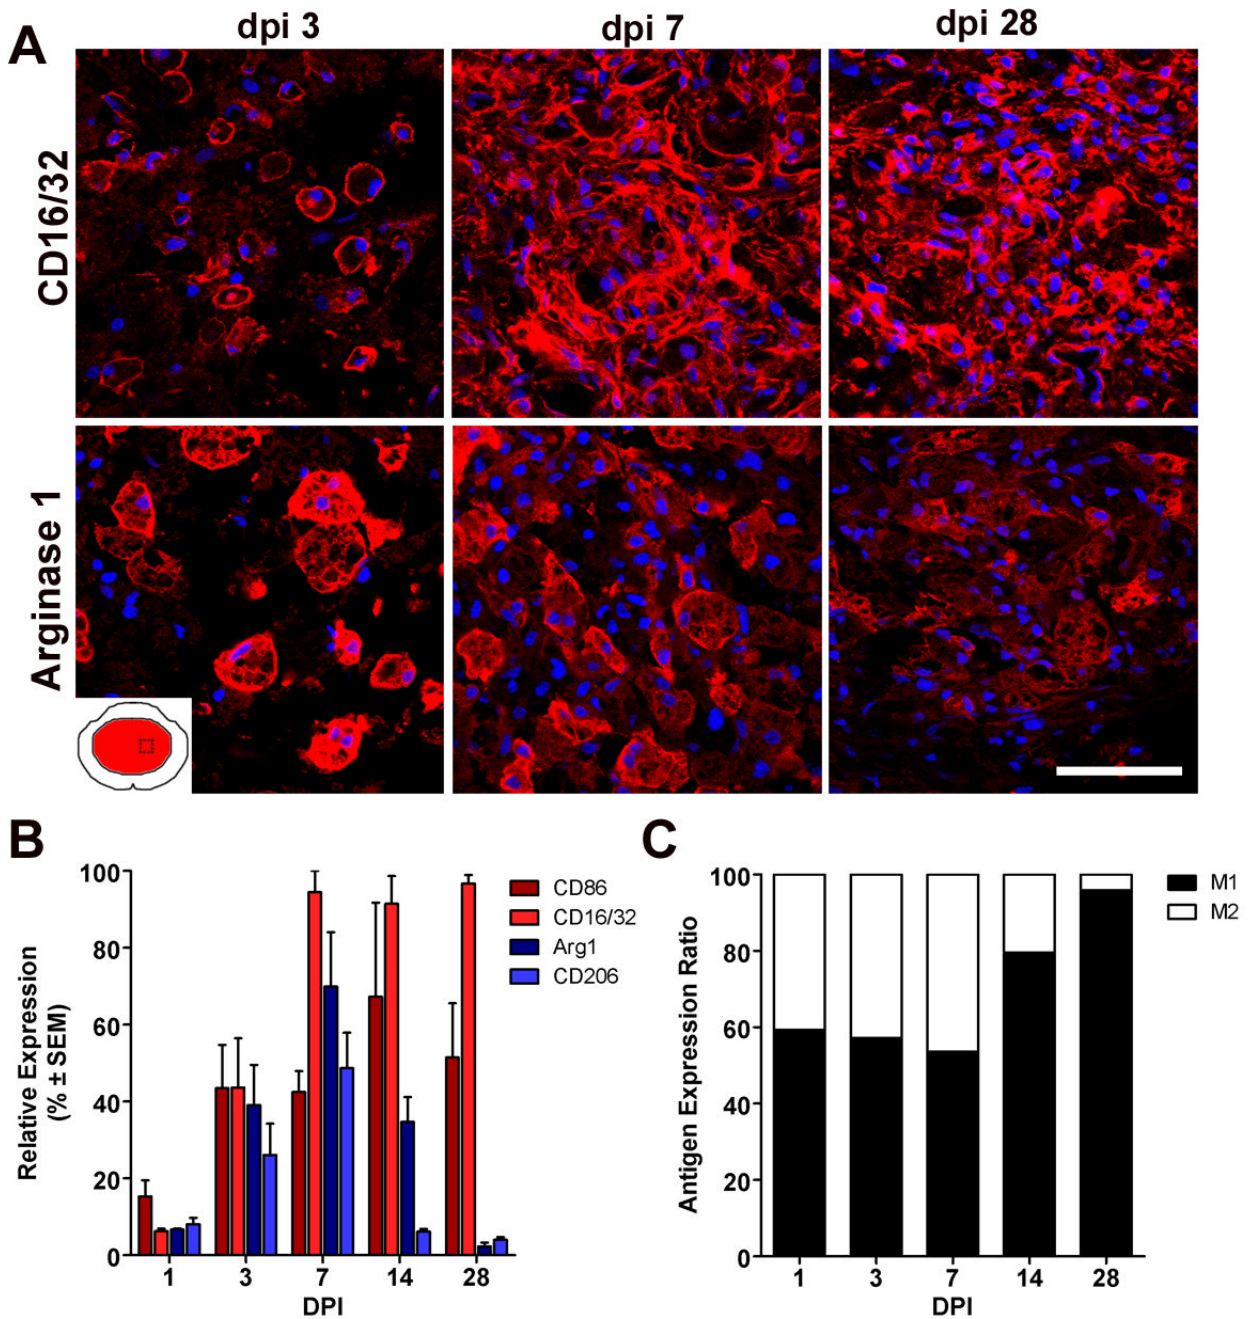 A
dpi 3
dpi 7
dpi 28
CD16/32
Arginase 1
B
Relative Expression
(% ± SEM)
100
80
60
40
20
0
1
3
7
14
28
DPI
CD86
CD16/32
Arg1
CD206
C
Antigen Expression Ratio
100
80
60
40
20
0
1
3
7
14
28
DPI
M1
M2